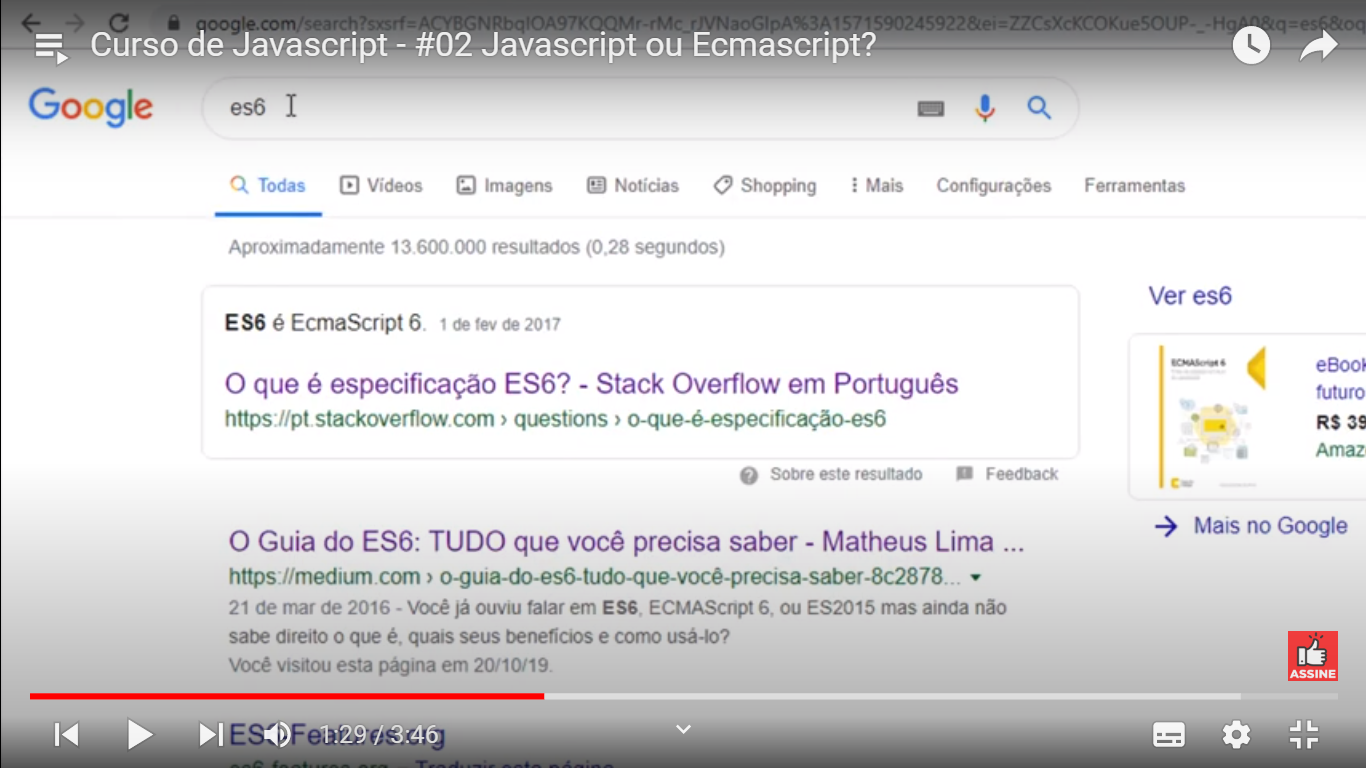 google.com/search?sxsrf=ACYBGNRbqIOA97KQQMr-rMc_rJVNaoGIpA%3A1571590245922&ei=ZZCsXcKCOKue5OUP-_-HgA0&q=es6&oq
Curso de Javascript - #02 Javascript ou Ecmascript?
Google
es6
Todas Vídeos Imagens Notícias Shopping Mais Configurações Ferramentas
Aproximadamente 13.600.000 resultados (0,28 segundos)
Ver es6
ES6 é EcmaScript 6. 1 de fev de 2017
ECMAScript 6
eBook
futuro
R$ 39
Amaz
O que é especificação ES6? - Stack Overflow em Português
https://pt.stackoverflow.com › questions › o-que-é-especificação-es6
Sobre este resultado Feedback
Mais no Google
O Guia do ES6: TUDO que você precisa saber - Matheus Lima ...
https://medium.com › o-guia-do-es6-tudo-que-você-precisa-saber-8c2878...
21 de mar de 2016 - Você já ouviu falar em ES6, ECMAScript 6, ou ES2015 mas ainda não
sabe direito o que é, quais seus benefícios e como usá-lo?
Você visitou esta página em 20/10/19.
ASSINE
1:29 / 3:46
es6-features.org Traduzir esta página